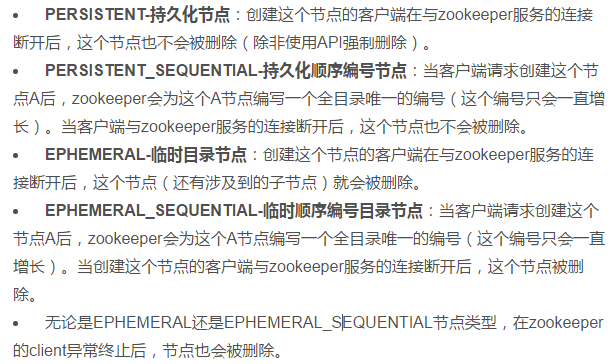 • PERSISTENT-持久化节点：创建这个节点的客户端在与zookeeper服务的连
接断开后，这个节点也不会被删除（除非使用API强制删除）。
• PERSISTENT_SEQUENTIAL-持久化顺序编号节点：当客户端请求创建这个节
点A后，zookeeper会为这个A节点编写一个全目录唯一的编号（这个编号只会一直增
长）。当客户端与zookeeper服务的连接断开后，这个节点也不会被删除。
• EPHEMERAL-临时目录节点：创建这个节点的客户端在与zookeeper服务的连
接断开后，这个节点（还有涉及到的子节点）就会被删除。
• EPHEMERAL_SEQUENTIAL-临时顺序编号目录节点：当客户端请求创建这个
节点A后，zookeeper会为这个A节点编写一个全目录唯一的编号（这个编号只会一直
增长）。当创建这个节点的客户端与zookeeper服务的连接断开后，这个节点被删
除。
• 无论是EPHEMERAL还是EPHEMERAL_SEQUENTIAL节点类型，在zookeeper
的client异常终止后，节点也会被删除。